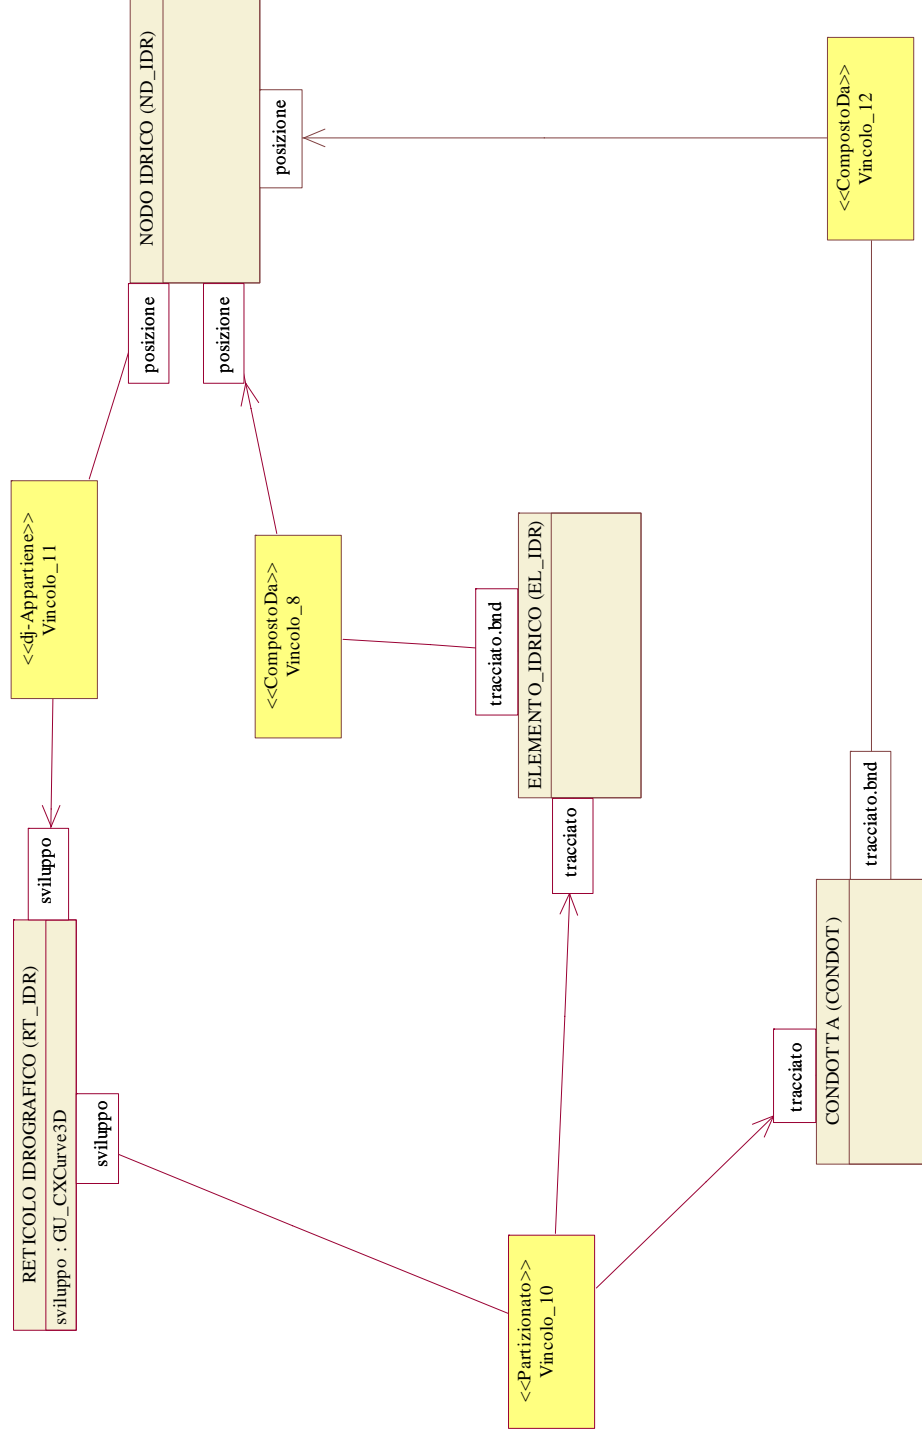 RETICOLO IDROGRAFICO (RT_IDR)
sviluppo : GU_CXCurve3D
sviluppo
sviluppo
<<dj-Appartiene>>
Vincolo_11
posizione
NODO IDRICO (ND_IDR)
posizione
posizione
<<CompostoDa>>
Vincolo_8
tracciato.bnd
ELEMENTO_IDRICO (EL_IDR)
tracciato
<<Partizionato>>
Vincolo_10
tracciato
CONDOTTA (CONDOT)
tracciato.bnd
<<CompostoDa>>
Vincolo_12